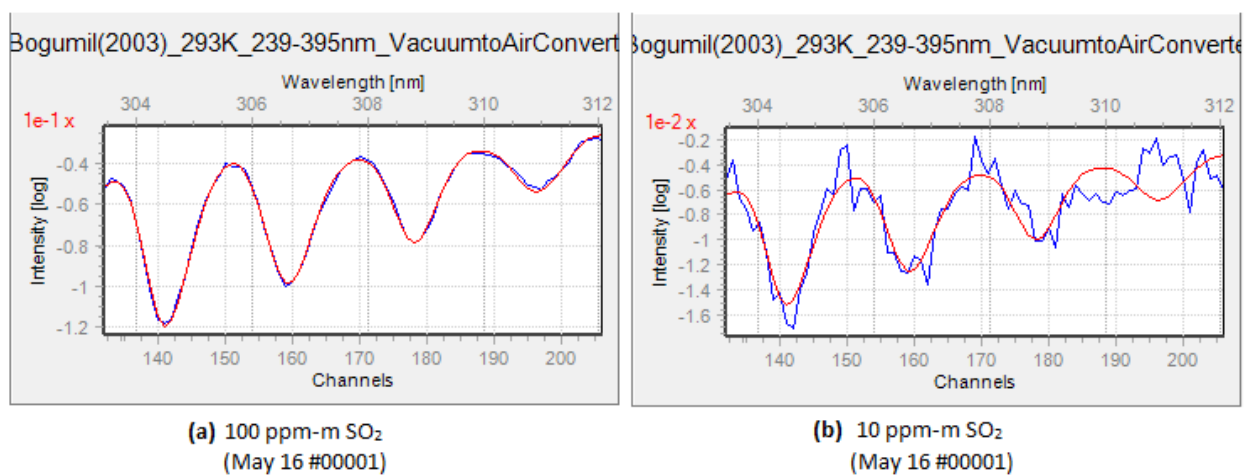 Bogumil(2003)_293K_239-395nm_VacuumtoAirConvert
Wavelength [nm]
304 306 308 310 312
1e-1 x
-0.4
-0.6
-0.8
-1
-1.2
Intensity [log]
140 150 160 170 180 190 200
Channels
(a) 100 ppm-m SO₂
(May 16 #00001)
Bogumil(2003)_293K_239-395nm_VacuumtoAirConverte
Wavelength [nm]
304 306 308 310 312
1e-2 x
-0.2
-0.4
-0.6
-0.8
-1
-1.2
-1.4
-1.6
Intensity [log]
140 150 160 170 180 190 200
Channels
(b) 10 ppm-m SO₂
(May 16 #00001)